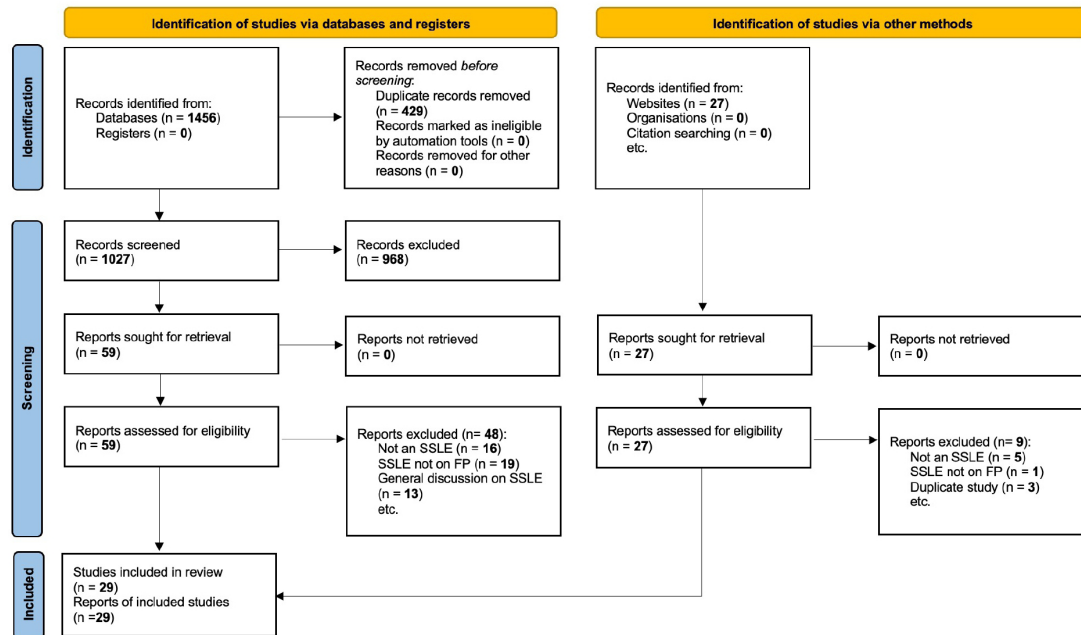 Identification of studies via databases and registers
Identification of studies via other methods
Identification
Records identified from:
Databases (n = 1456)
Registers (n = 0)
Records removed before
screening:
Duplicate records removed
(n = 429)
Records marked as ineligible
by automation tools (n = 0)
Records removed for other
reasons (n = 0)
Records identified from:
Websites (n = 27)
Organisations (n = 0)
Citation searching (n = 0)
etc.
Screening
Records screened
(n = 1027)
Records excluded
(n = 968)
Reports sought for retrieval
(n = 59)
Reports not retrieved
(n = 0)
Reports sought for retrieval
(n = 27)
Reports not retrieved
(n = 0)
Reports assessed for eligibility
(n = 59)
Reports excluded (n= 48):
Not an SSLE (n = 16)
SSLE not on FP (n = 19)
General discussion on SSLE
(n = 13)
etc.
Reports assessed for eligibility
(n = 27)
Reports excluded (n= 9):
Not an SSLE (n = 5)
SSLE not on FP (n = 1)
Duplicate study (n = 3)
etc.
Included
Studies included in review
(n = 29)
Reports of included studies
(n =29)